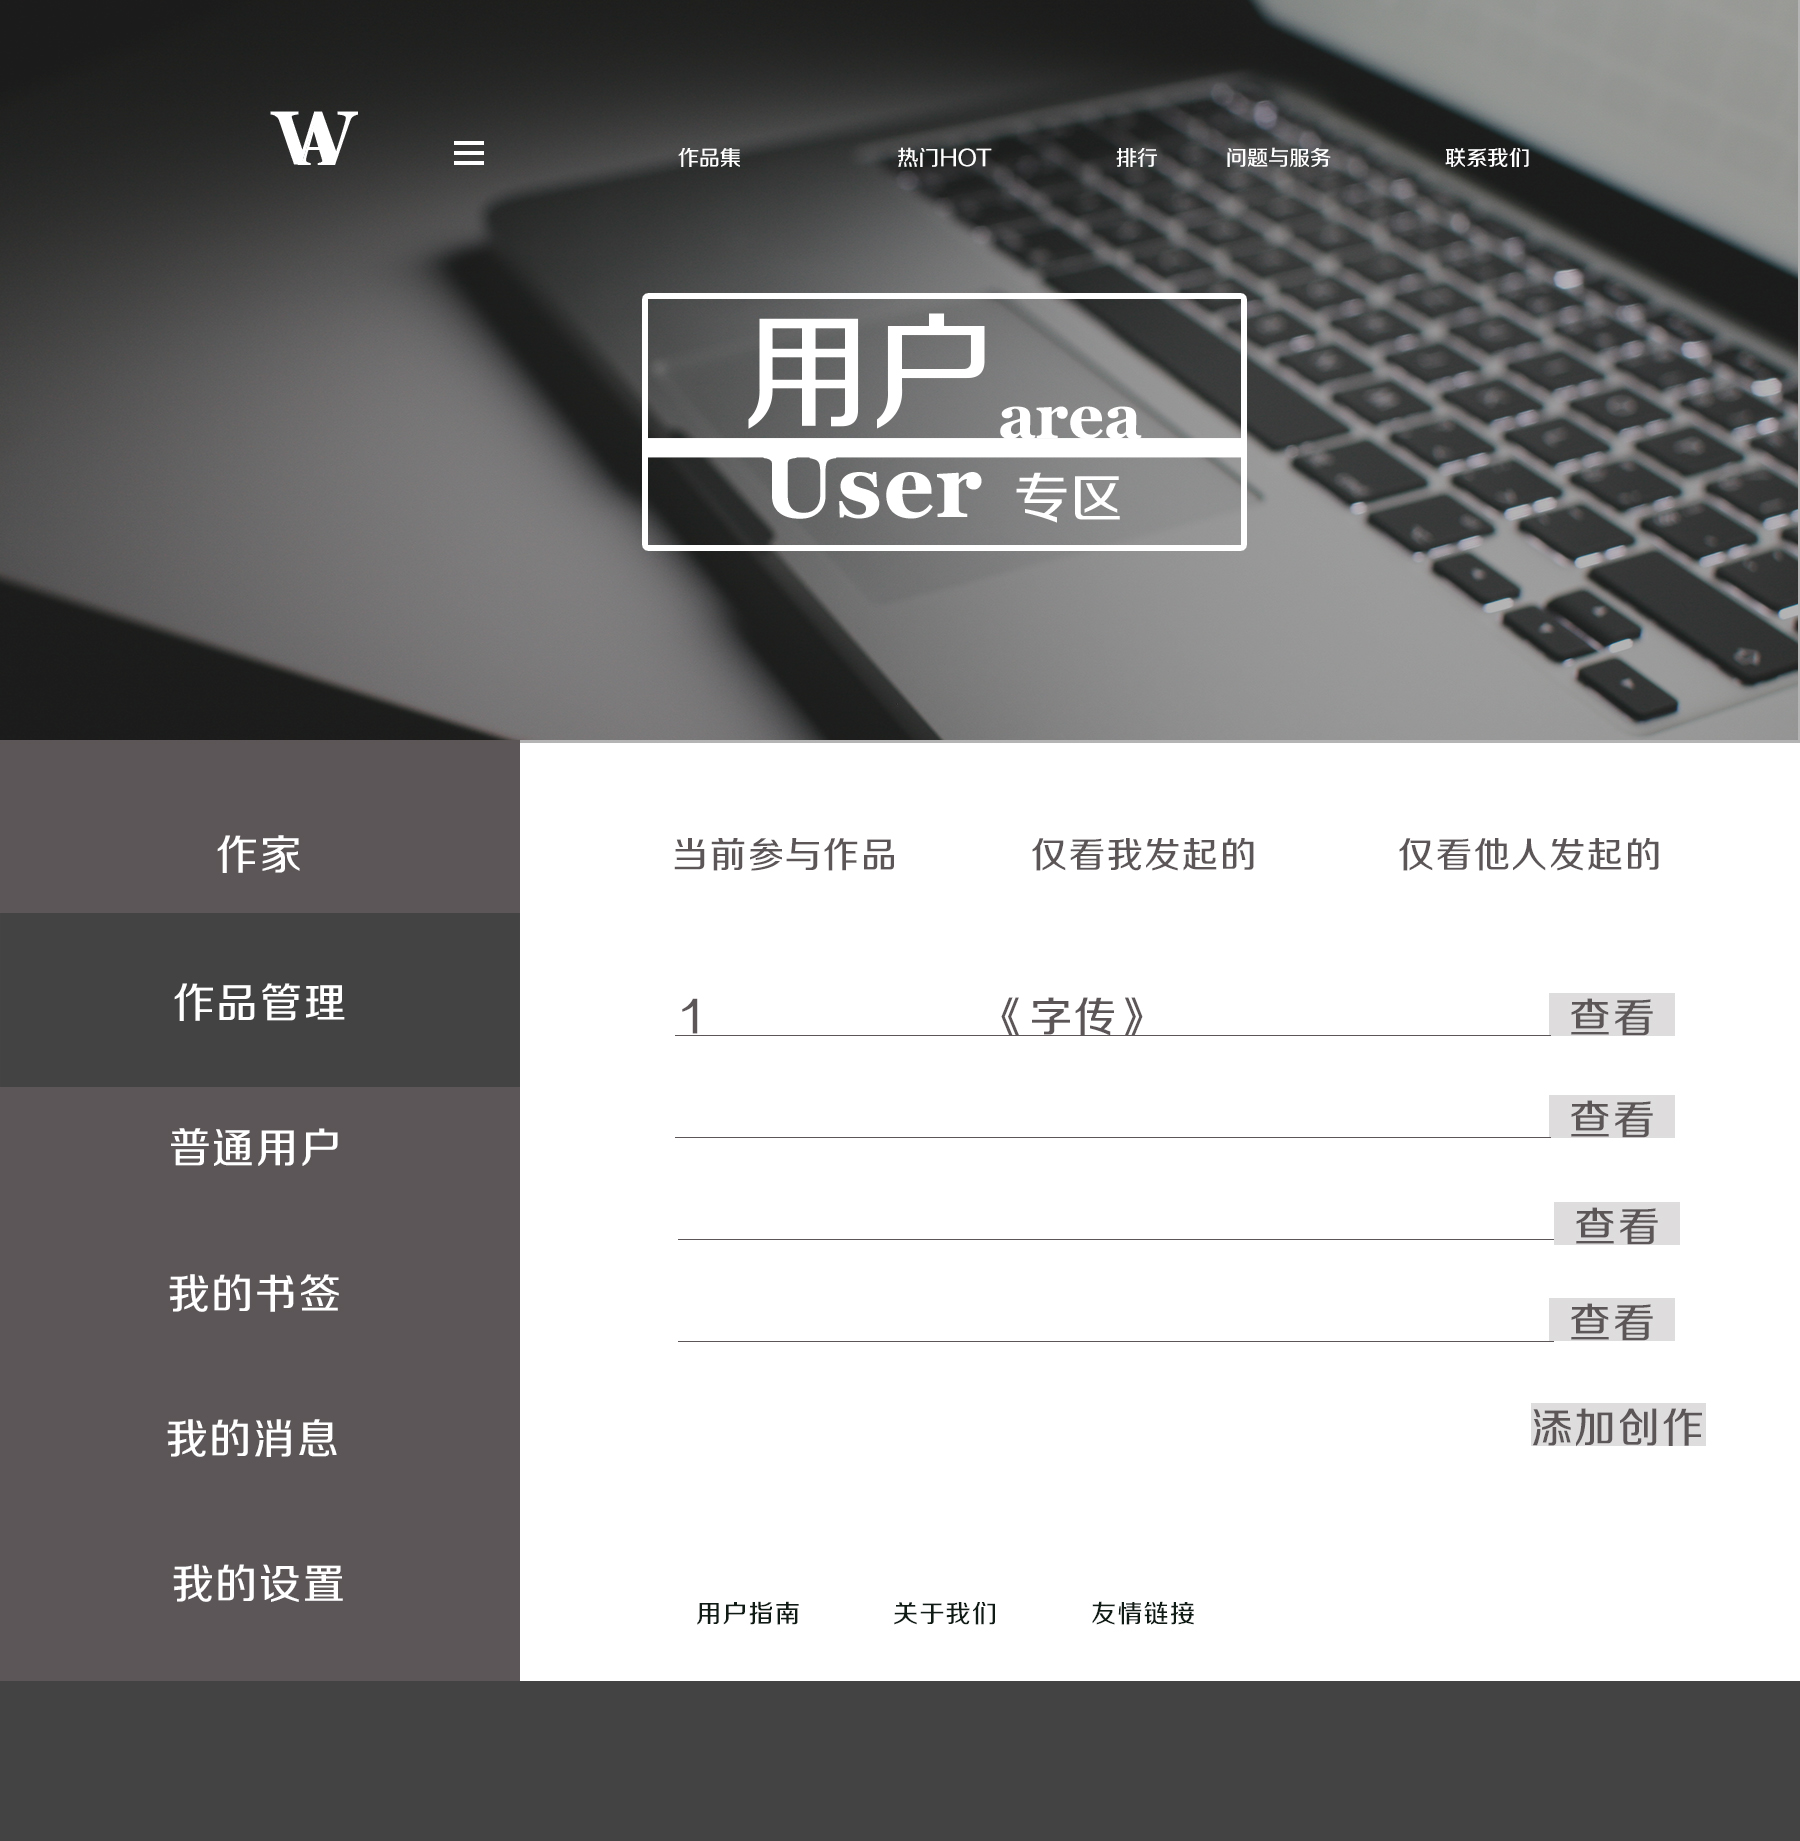 WA
作品集 热门HOT 排行 问题与服务 联系我们
用户 area
User 专区
作家
作品管理
普通用户
我的书签
我的消息
我的设置
当前参与作品 仅看我发起的 仅看他人发起的
1 《字传》 查看
查看
查看
查看
添加创作
用户指南 关于我们 友情链接